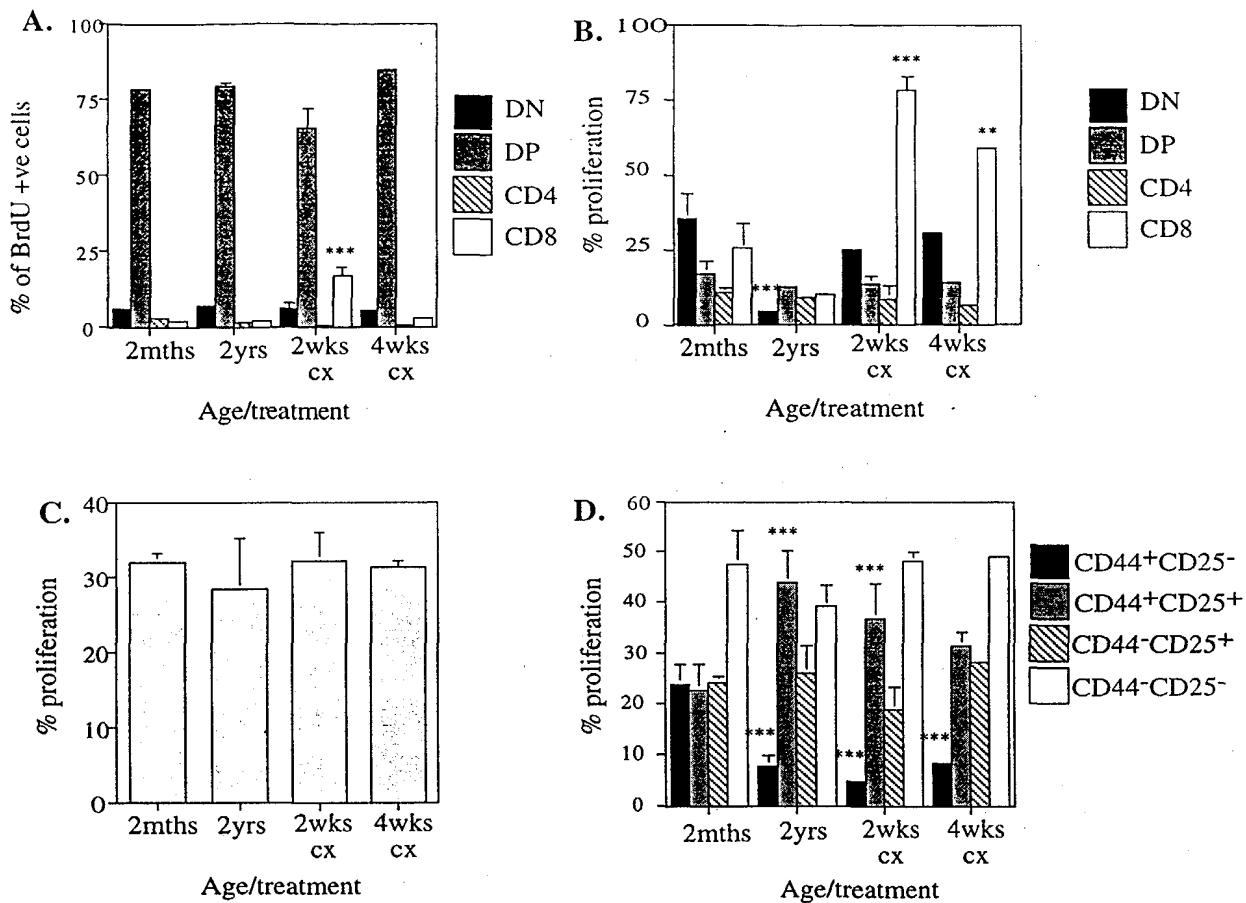 A.
% of BrdU +ve cells
100
75
50
25
0
***
2mths 2yrs 2wks cx 4wks cx
Age/treatment
DN
DP
CD4
CD8
B.
% proliferation
100
75
50
25
0
***
***
**
2mths 2yrs 2wks cx 4wks cx
Age/treatment
DN
DP
CD4
CD8
C.
% proliferation
40
30
20
10
0
2mths 2yrs 2wks cx 4wks cx
Age/treatment
D.
% proliferation
60
50
40
30
20
10
0
***
***
***
***
***
2mths 2yrs 2wks cx 4wks cx
Age/treatment
CD44+CD25-
CD44+CD25+
CD44-CD25+
CD44-CD25-